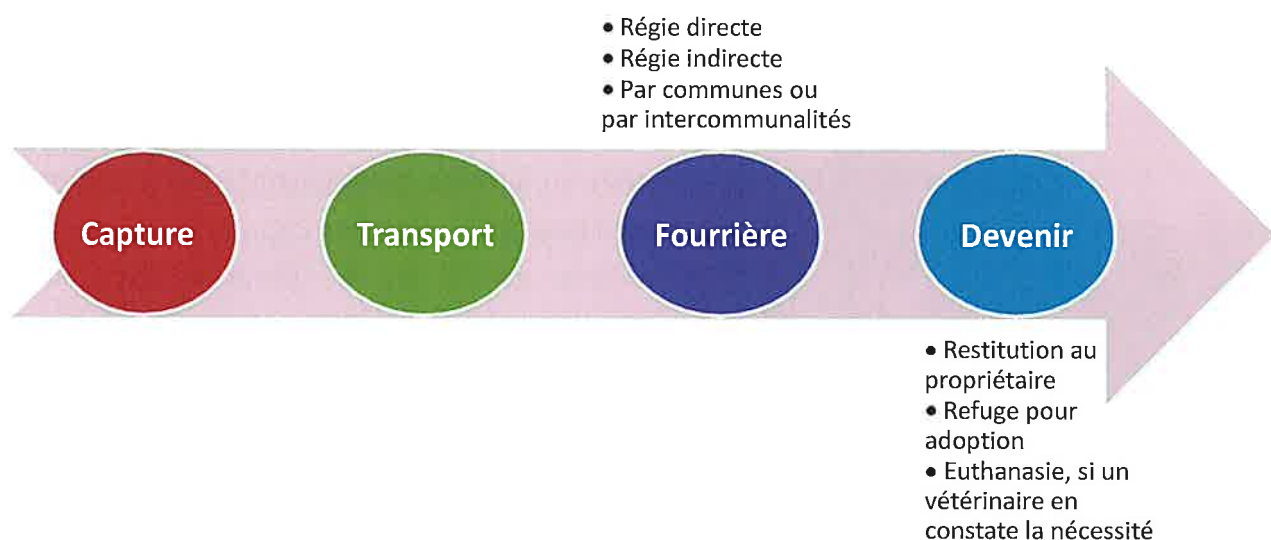 • Régie directe
• Régie indirecte
• Par communes ou
par intercommunalités
Capture
Transport
Fourrière
Devenir
• Restitution au
propriétaire
• Refuge pour
adoption
• Euthanasie, si un
vétérinaire en
constate la nécessité